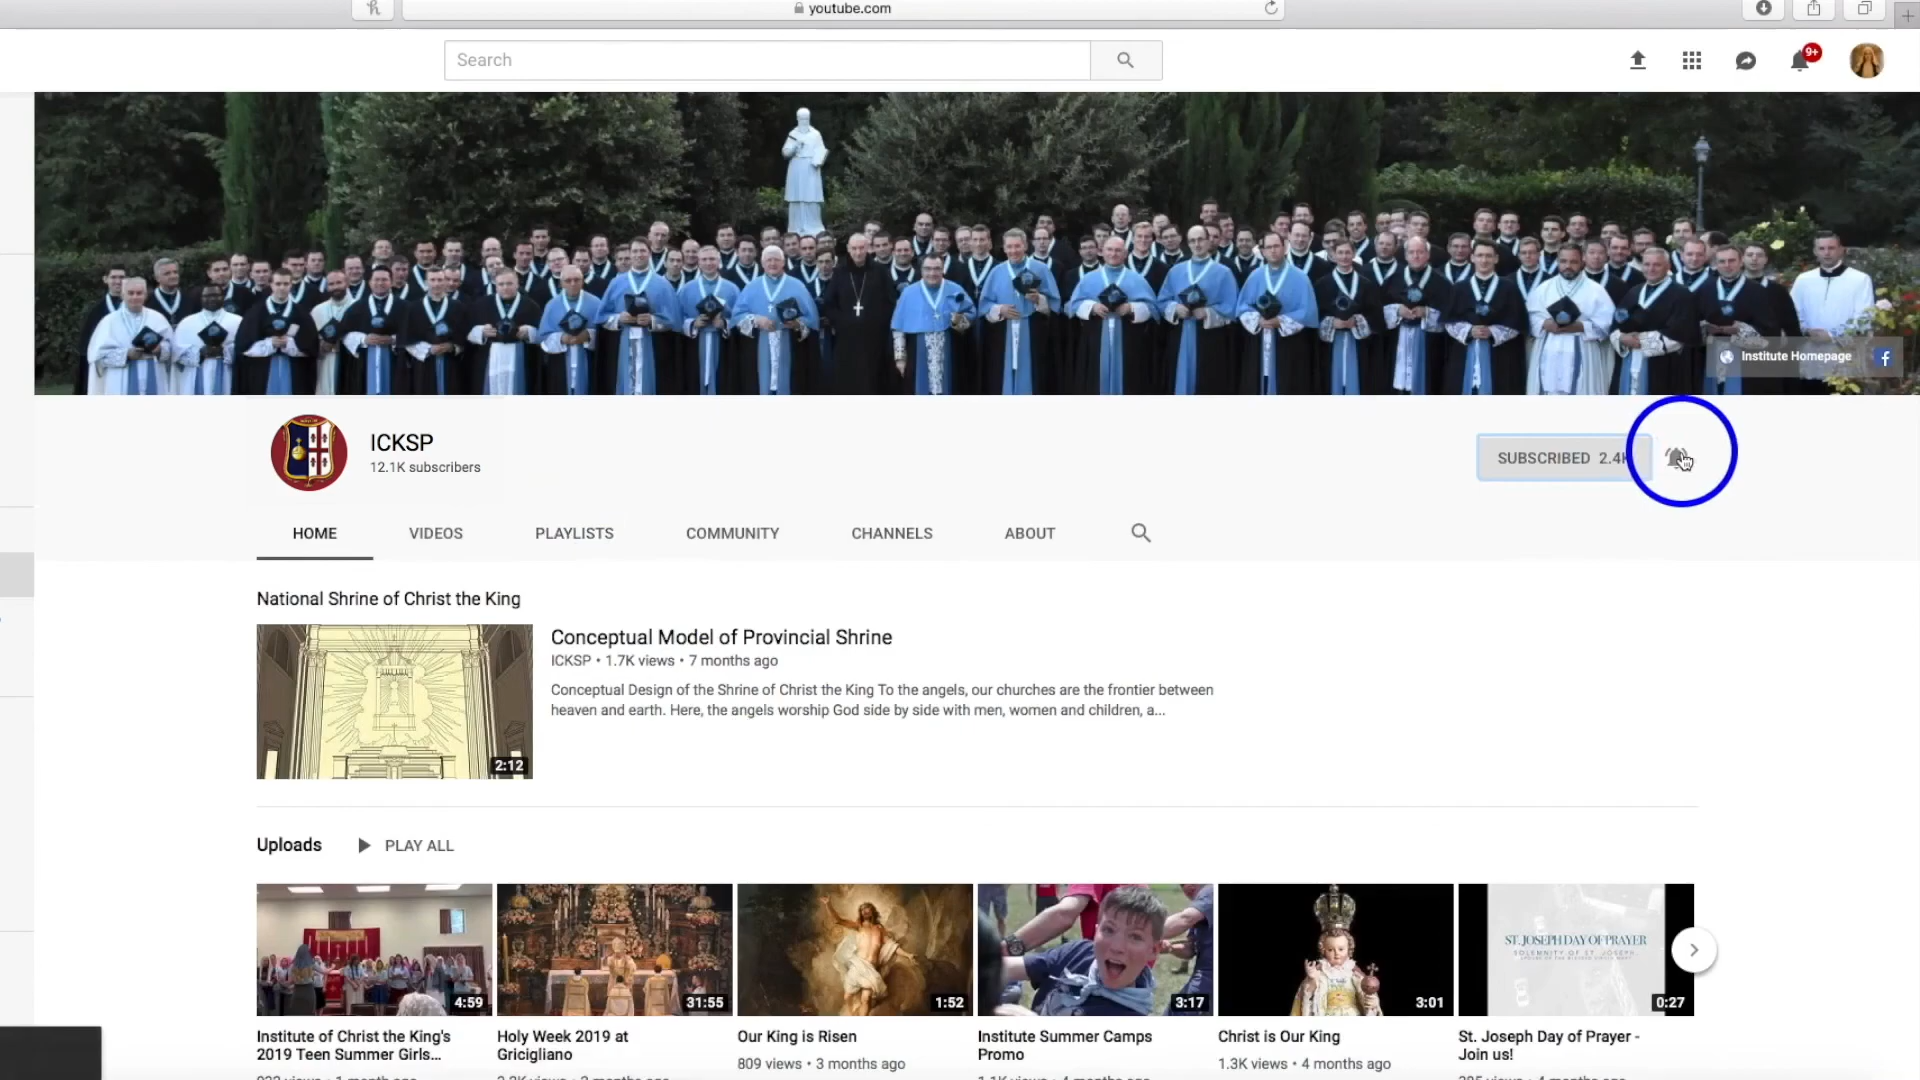 youtube.com
Search
9+
Institute Homepage
ICKSP
12.1K subscribers
SUBSCRIBED 2.4K
HOME VIDEOS PLAYLISTS COMMUNITY CHANNELS ABOUT
National Shrine of Christ the King
Conceptual Model of Provincial Shrine
ICKSP • 1.7K views • 7 months ago
Conceptual Design of the Shrine of Christ the King To the angels, our churches are the frontier between
heaven and earth. Here, the angels worship God side by side with men, women and children, a...
2:12
Uploads PLAY ALL
ST. JOSEPH DAY OF PRAYER
4:59
31:55
1:52
3:17
3:01
0:27
Institute of Christ the King's
2019 Teen Summer Girls...
Holy Week 2019 at
Gricigliano
Our King is Risen
809 views • 3 months ago
Institute Summer Camps
Promo
Christ is Our King
1.3K views • 4 months ago
St. Joseph Day of Prayer -
Join us!